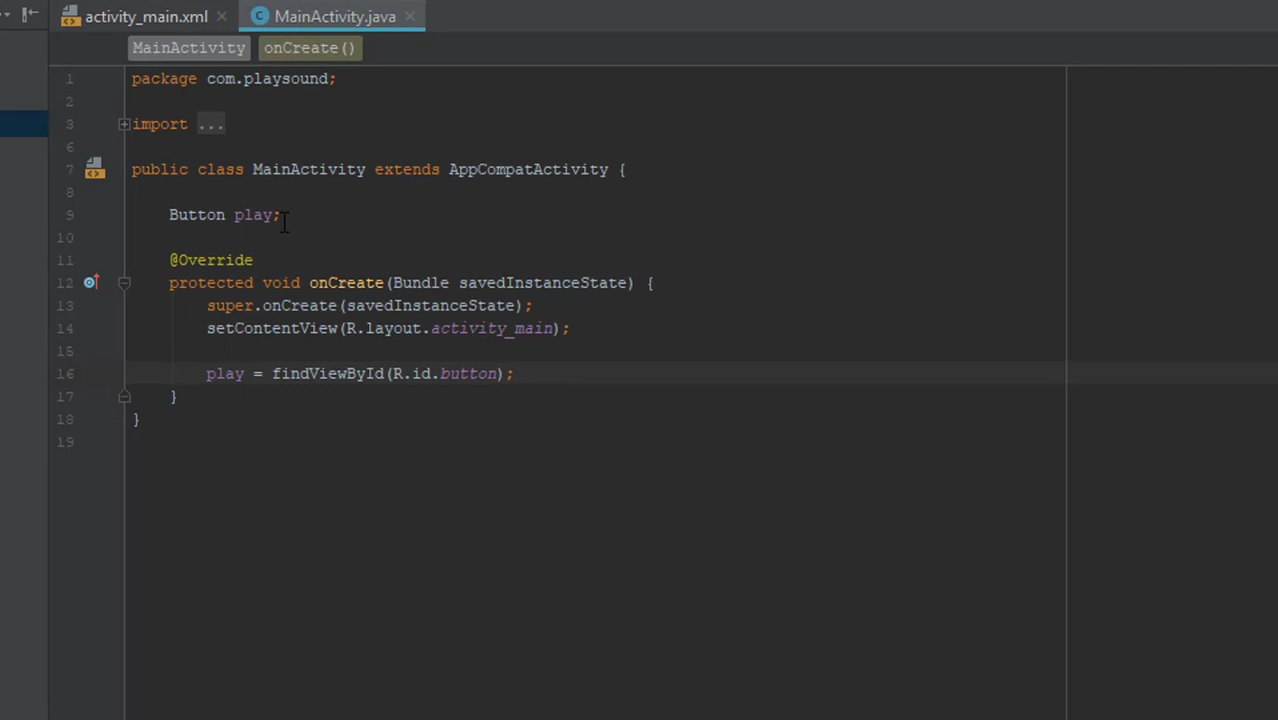 activity_main.xml MainActivity.java
MainActivity onCreate()
1 package com.playsound;
2
3 import ...
6
7 public class MainActivity extends AppCompatActivity {
8
9 Button play;
10
11 @Override
12 protected void onCreate(Bundle savedInstanceState) {
13 super.onCreate(savedInstanceState);
14 setContentView(R.layout.activity_main);
15
16 play = findViewById(R.id.button);
17 }
18 }
19